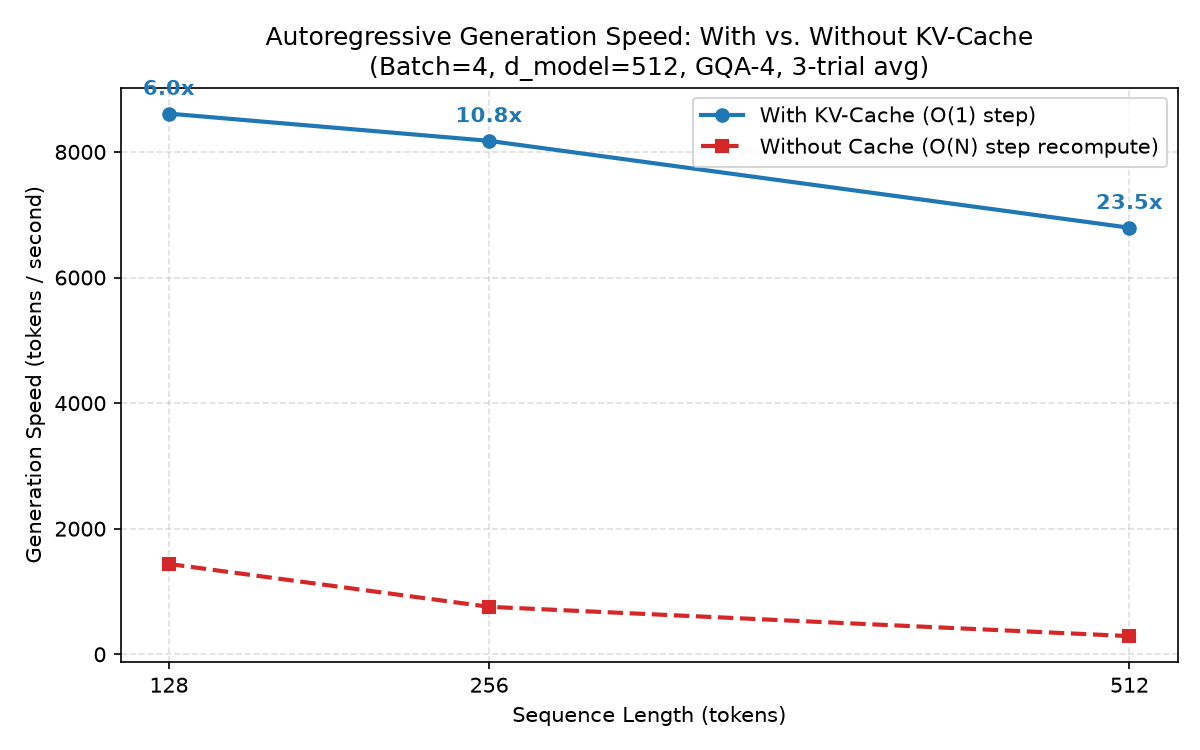 Autoregressive Generation Speed: With vs. Without KV-Cache
(Batch=4, d_model=512, GQA-4, 3-trial avg)
6.0x
10.8x
23.5x
With KV-Cache (O(1) step)
Without Cache (O(N) step recompute)
Generation Speed (tokens / second)
8000
6000
4000
2000
0
128
256
512
Sequence Length (tokens)